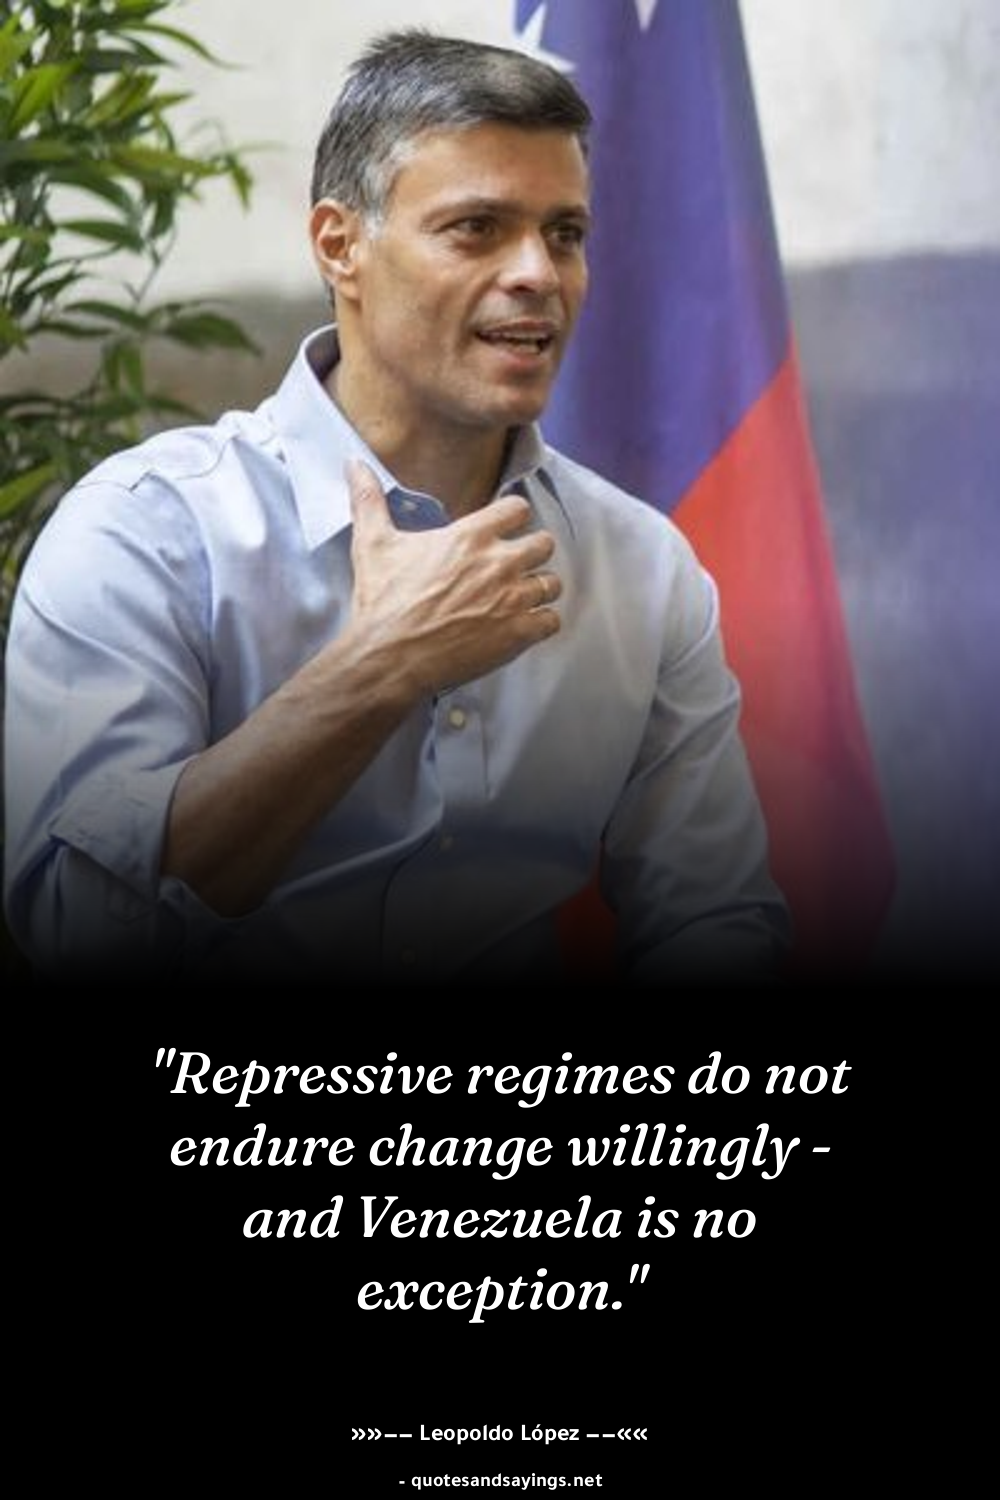 "Repressive regimes do not
endure change willingly -
and Venezuela is no
exception."
»»–– Leopoldo López ––««
- quotesandsayings.net